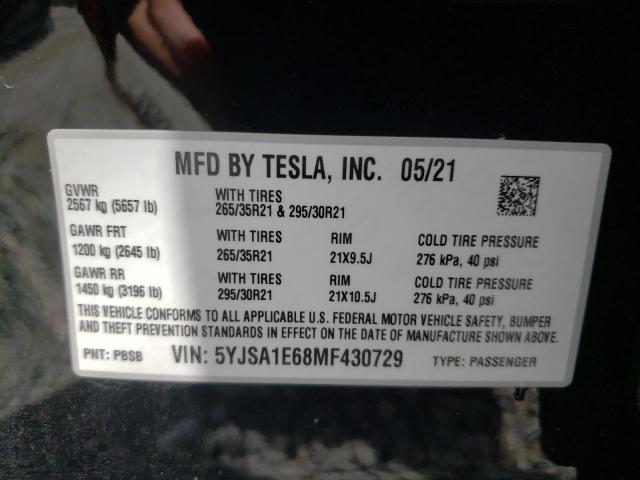 MFD BY TESLA, INC. 05/21
GVWR
2567 kg (5657 lb)
WITH TIRES
265/35R21 & 295/30R21
GAWR FRT
1200 kg (2645 lb)
WITH TIRES
265/35R21
RIM
21X9.5J
COLD TIRE PRESSURE
276 kPa, 40 psi
GAWR RR
1450 kg (3196 lb)
WITH TIRES
295/30R21
RIM
21X10.5J
COLD TIRE PRESSURE
276 kPa, 40 psi
THIS VEHICLE CONFORMS TO ALL APPLICABLE U.S. FEDERAL MOTOR VEHICLE SAFETY, BUMPER
AND THEFT PREVENTION STANDARDS IN EFFECT ON THE DATE OF MANUFACTURE SHOWN ABOVE.
PNT: PBSB VIN: 5YJSA1E68MF430729 TYPE: PASSENGER